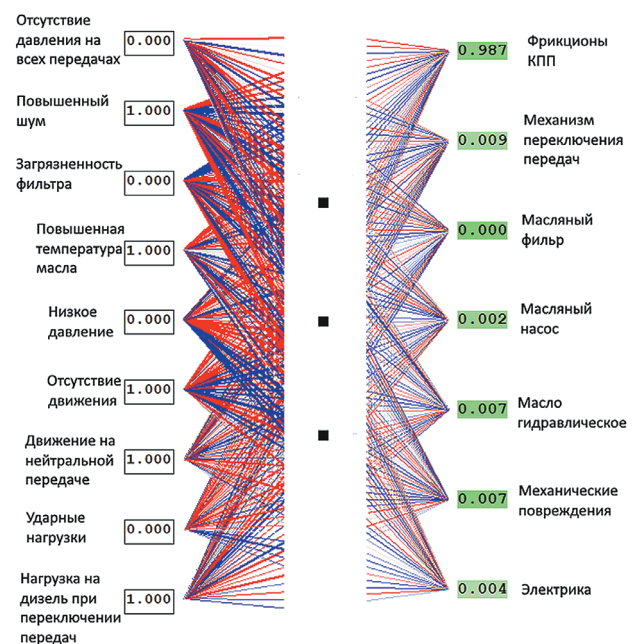 Отсутствие
давления на
всех передачах
0.000
Повышенный
шум
1.000
Загрязненность
фильтра
0.000
Повышенная
температура
масла
1.000
Низкое
давление
0.000
Отсутствие
движения
1.000
Движение на
нейтральной
передаче
1.000
Ударные
нагрузки
0.000
Нагрузка на
дизель при
переключении
передач
1.000
0.987
Фрикционы
КПП
0.009
Механизм
переключения
передач
0.000
Масляный
фильр
0.002
Масляный
насос
0.007
Масло
гидравлическое
0.007
Механические
повреждения
0.004
Электрика